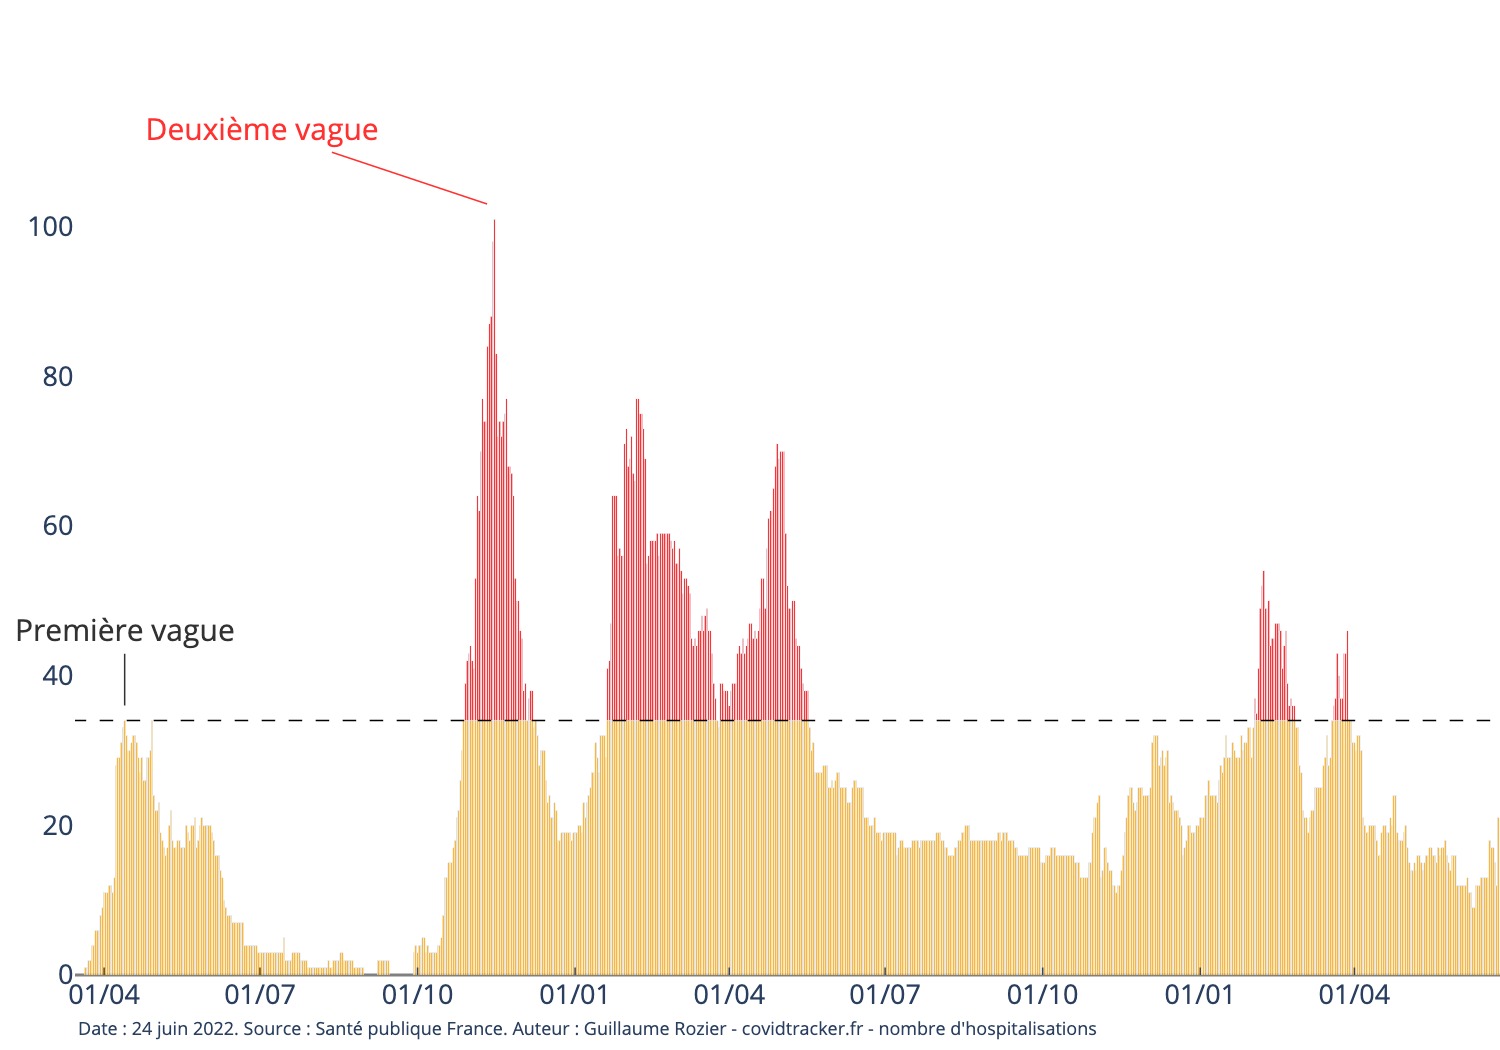 Deuxième vague
100
80
60
Première vague
40
20
0
01/04 01/07 01/10 01/01 01/04 01/07 01/10 01/01 01/04
Date : 24 juin 2022. Source : Santé publique France. Auteur : Guillaume Rozier - covidtracker.fr - nombre d'hospitalisations